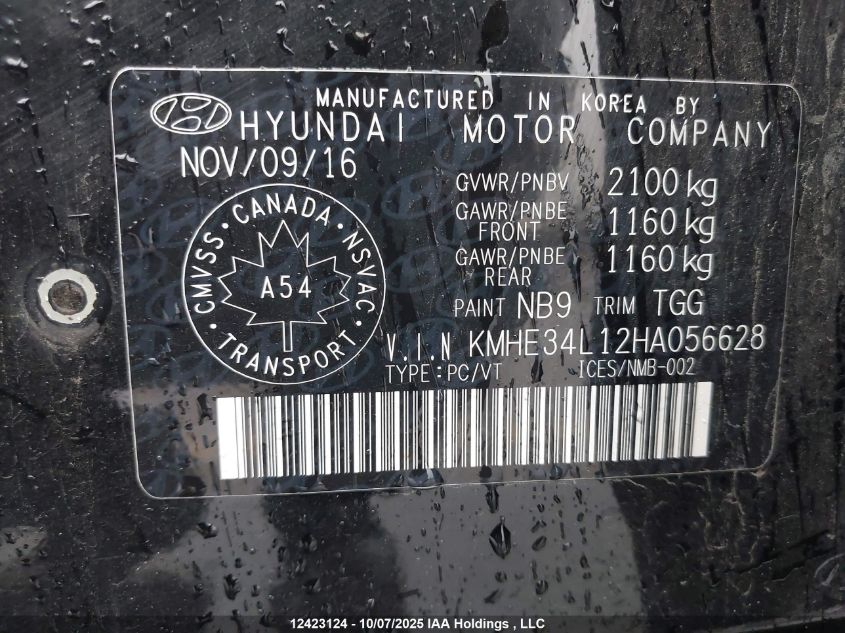 MANUFACTURED IN KOREA BY
HYUNDAI MOTOR COMPANY
NOV/09/16
GVWR/PNBV 2100 kg
GAWR/PNBE FRONT 1160 kg
GAWR/PNBE REAR 1160 kg
PAINT NB9 TRIM TGG
CMVSS · CANADA · NSVAC · TRANSPORT ·
A54
V.I.N KMHE34L12HA056628
TYPE:PC/VT ICES/NMB-002
12423124 - 10/07/2025 IAA Holdings , LLC